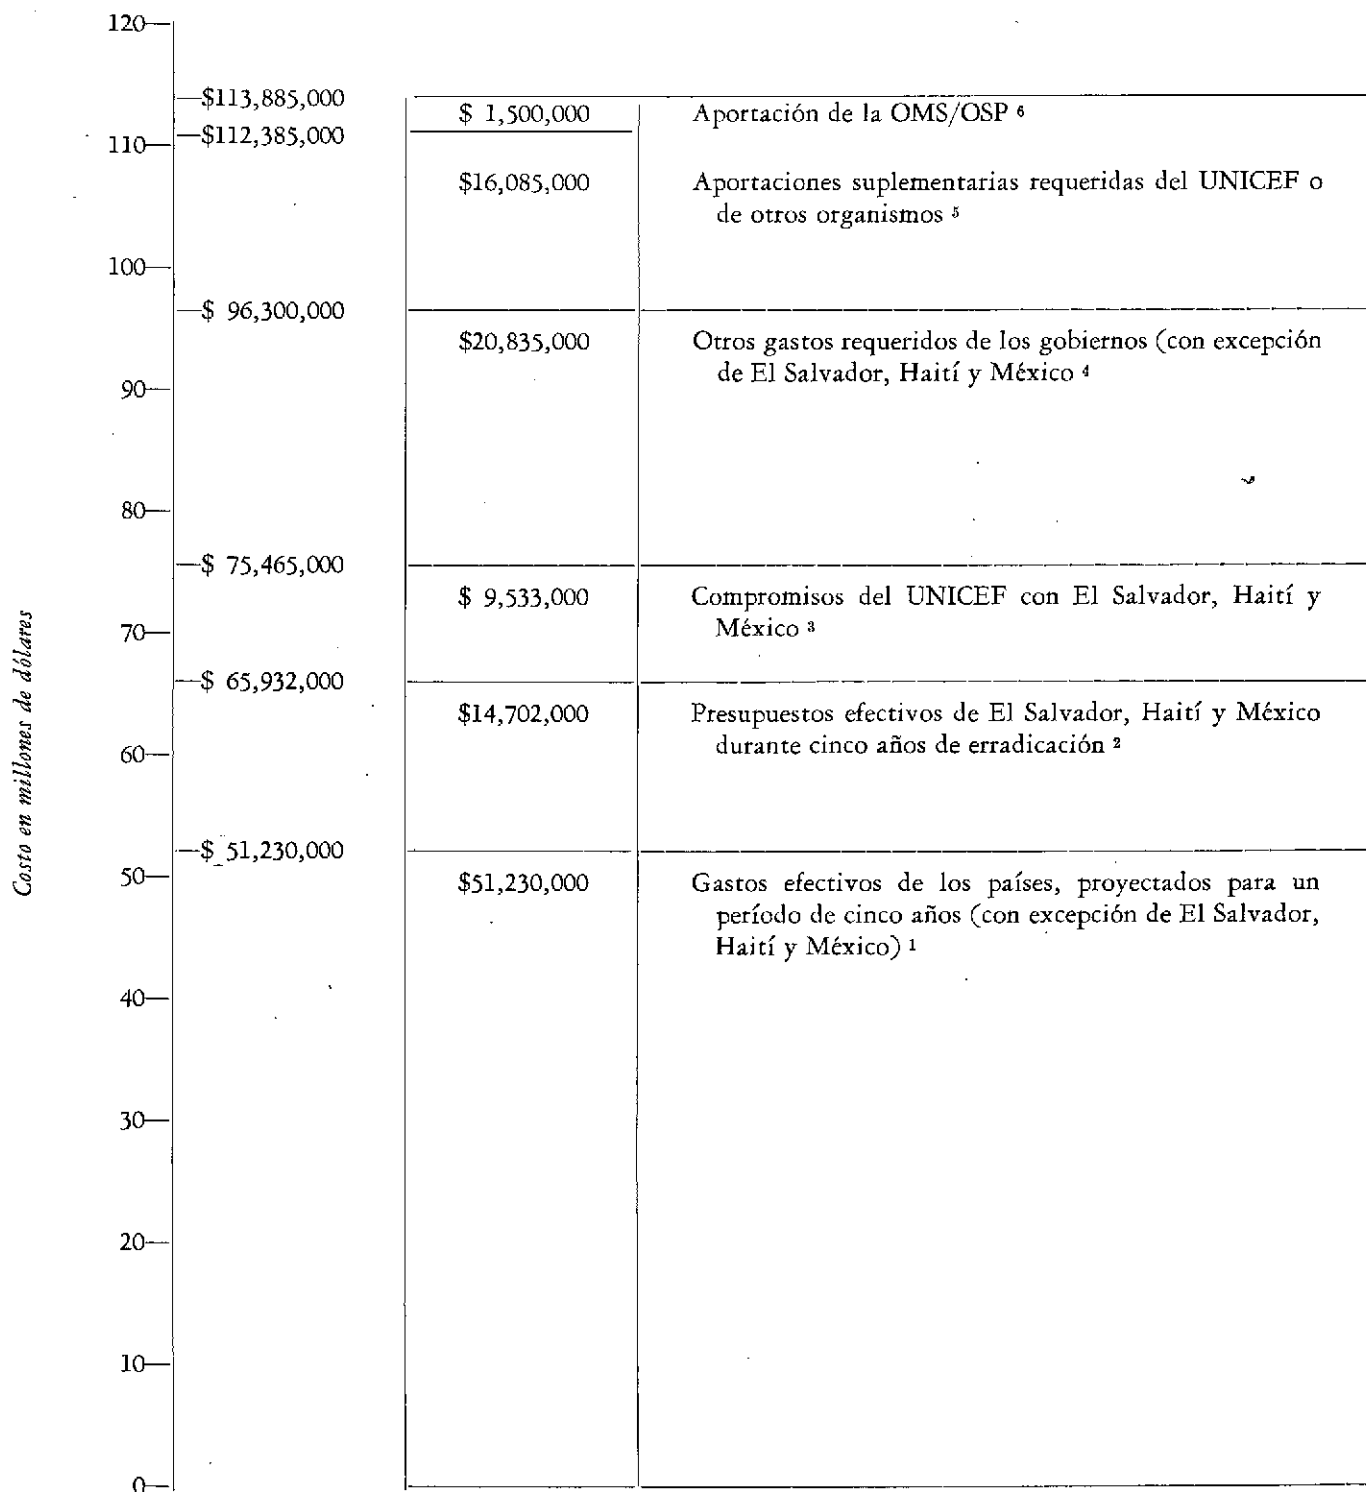 120—
—$113,885,000 $ 1,500,000 Aportación de la OMS/OSP 6
—$112,385,000
110—
$16,085,000 Aportaciones suplementarias requeridas del UNICEF o
de otros organismos 5
100—
—$ 96,300,000
$20,835,000 Otros gastos requeridos de los gobiernos (con excepción
de El Salvador, Haití y México 4
90—
80—
—$ 75,465,000
$ 9,533,000 Compromisos del UNICEF con El Salvador, Haití y
México 3
70—
—$ 65,932,000
$14,702,000 Presupuestos efectivos de El Salvador, Haití y México
durante cinco años de erradicación 2
60—
—$ 51,230,000
50—
$51,230,000 Gastos efectivos de los países, proyectados para un
período de cinco años (con excepción de El Salvador,
Haití y México) 1
40—
30—
20—
10—
0—
Costo en millones de dólares